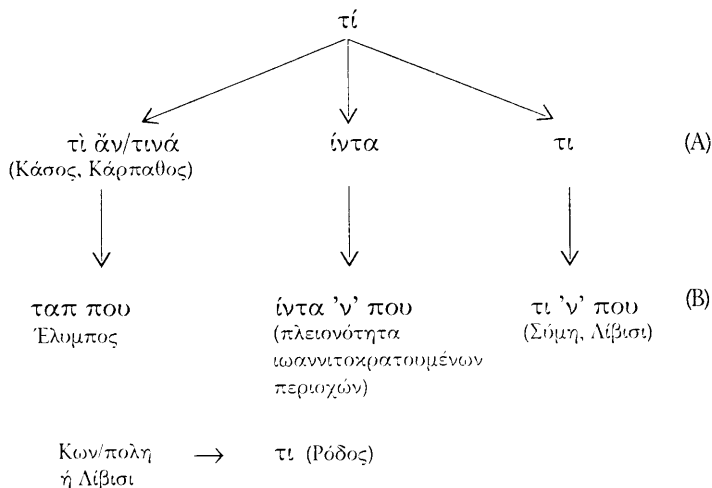 τί
τὶ ἄν/τινά ίντα τι (Α)
(Κάσος, Κάρπαθος)
ταπ που ίντα 'ν' που τι 'ν' που (Β)
Έλυμπος (πλειονότητα (Σύμη, Λίβισι)
ιωαννιτοκρατουμένων
περιοχών)
Κων/πολη → τι (Ρόδος)
ή Λίβισι